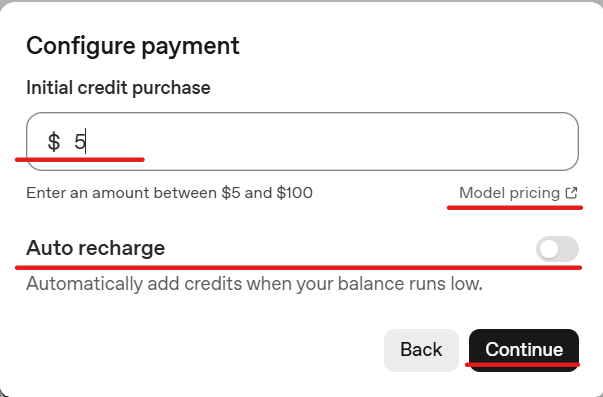 Configure payment
Initial credit purchase
$ 5
Enter an amount between $5 and $100
Model pricing
Auto recharge
Automatically add credits when your balance runs low.
Back
Continue